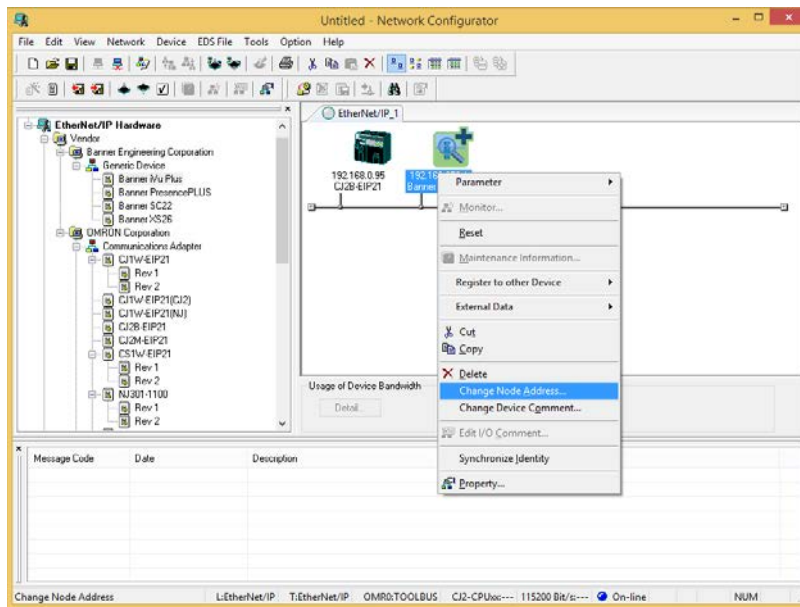 Untitled - Network Configurator
File Edit View Network Device EDS File Tools Option Help
EtherNet/IP Hardware
Vendor
Banner Engineering Corporation
Generic Device
Banner iVu Plus
Banner PresencePLUS
Banner SC22
Banner XS26
OMRON Corporation
Communications Adapter
CJ1W-EIP21
Rev 1
Rev 2
CJ1W-EIP21(CJ2)
CJ1W-EIP21(NJ)
CJ2B-EIP21
CJ2M-EIP21
CS1W-EIP21
Rev 1
Rev 2
NJ301-1100
Rev 1
Rev 2
EtherNet/IP_1
192.168.0.95
CJ2B-EIP21
Banner
Parameter
Monitor...
Reset
Maintenance Information...
Register to other Device
External Data
Cut
Copy
Delete
Change Node Address...
Change Device Comment...
Edit I/O Comment...
Synchronize Identity
Property...
Usage of Device Bandwidth
Detail...
Message Code Date Description
Change Node Address L:EtherNet/IP T:EtherNet/IP OMR0:TOOLBUS CJ2-CPUxx--- 115200 Bit/s--- On-line NUM